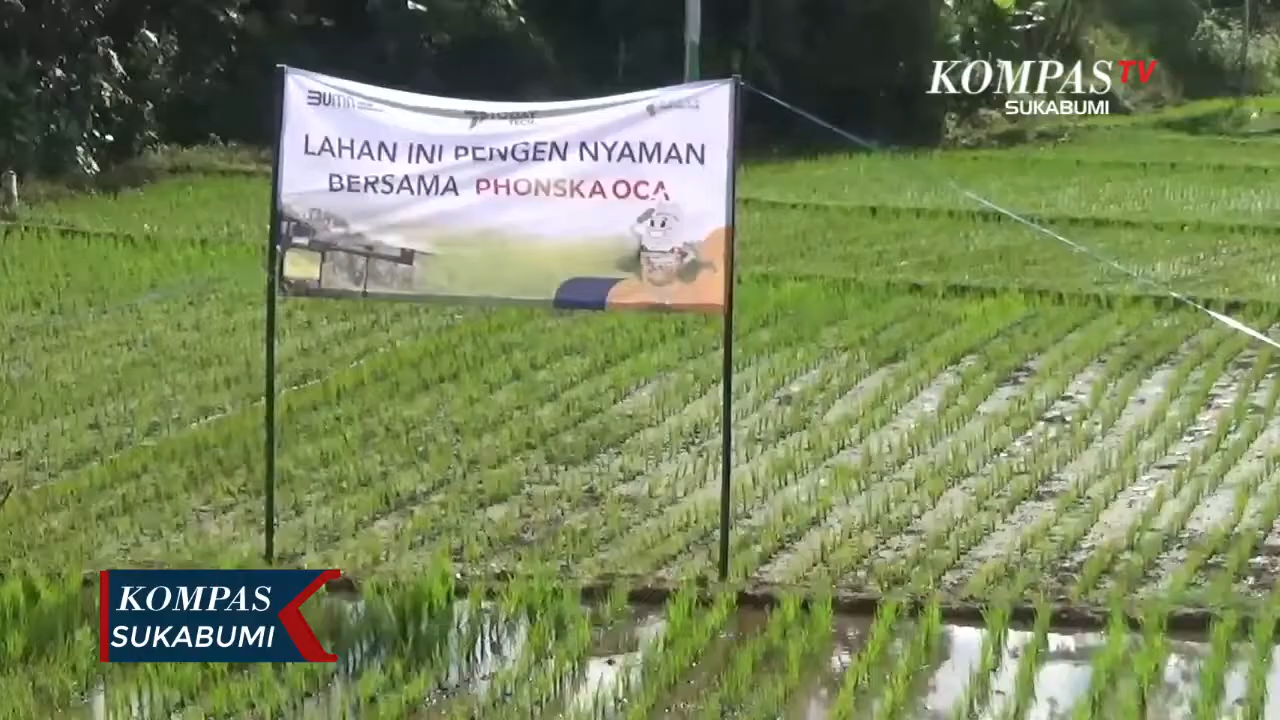 KOMPAS TV
SUKABUMI
BUMN
LAHAN INI PENGEN NYAMAN
BERSAMA PHONSKA OCA
KOMPAS
SUKABUMI